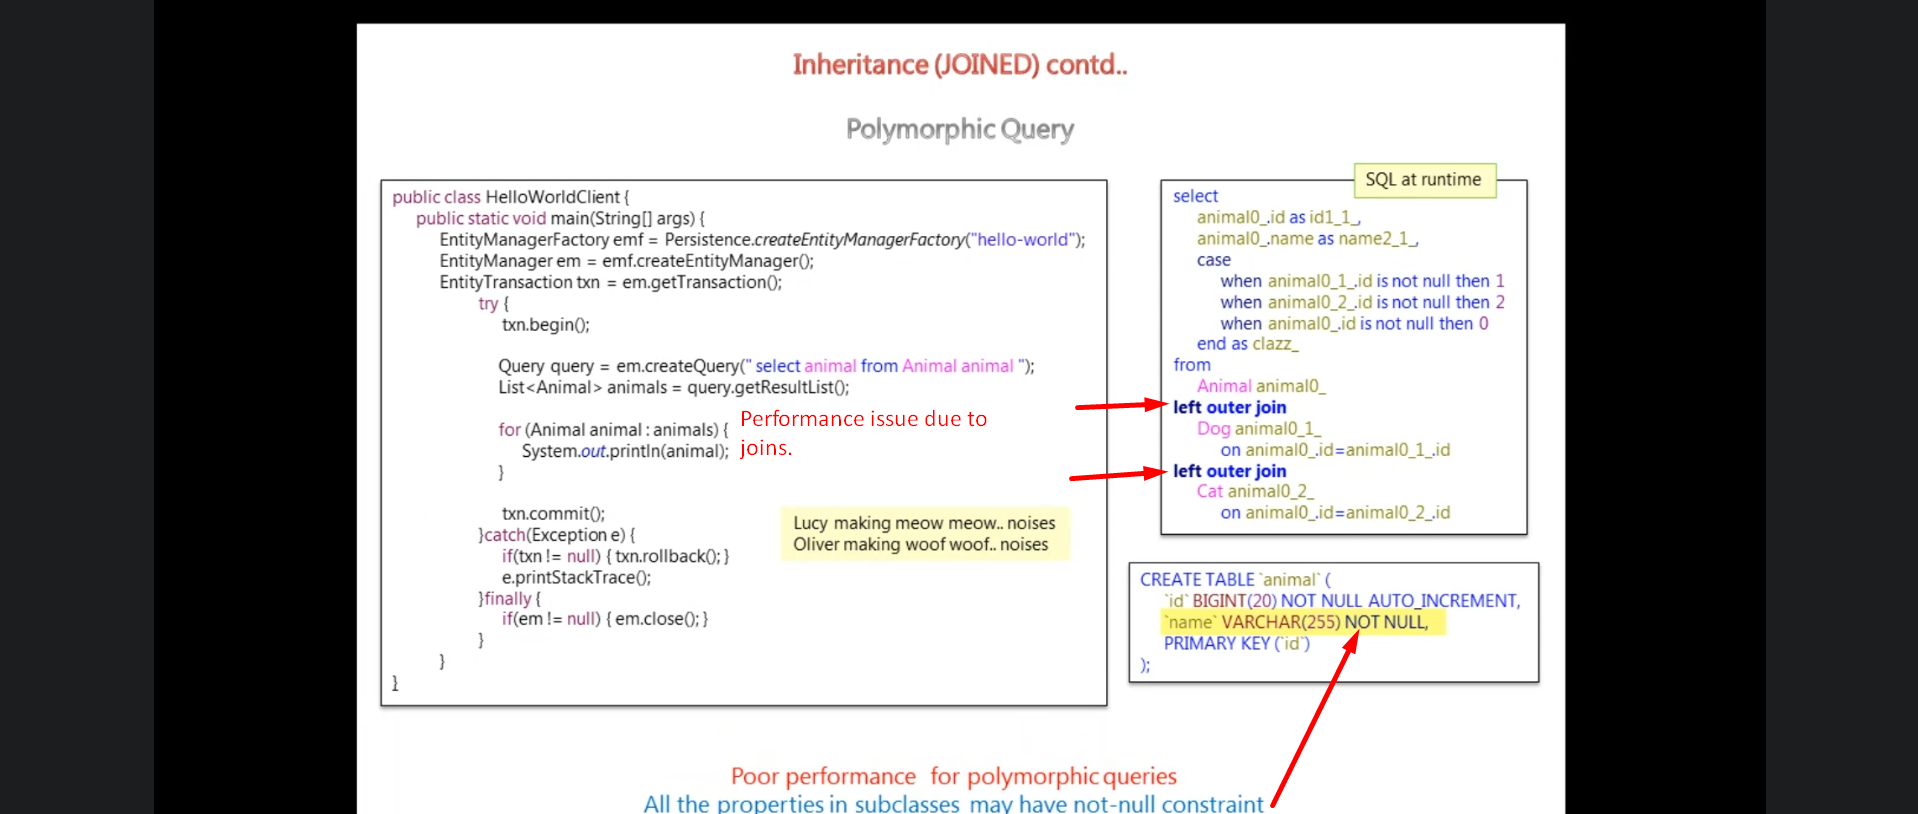 Inheritance (JOINED) contd..
Polymorphic Query
public class HelloWorldClient {
public static void main(String[] args) {
EntityManagerFactory emf = Persistence.createEntityManagerFactory("hello-world");
EntityManager em = emf.createEntityManager();
EntityTransaction txn = em.getTransaction();
try {
txn.begin();
Query query = em.createQuery(" select animal from Animal animal ");
List<Animal> animals = query.getResultList();
for (Animal animal : animals) {
System.out.println(animal);
}
txn.commit();
}catch(Exception e) {
if(txn != null) { txn.rollback(); }
e.printStackTrace();
}finally {
if(em != null) { em.close(); }
}
}
}
Performance issue due to
joins.
Lucy making meow meow.. noises
Oliver making woof woof.. noises
SQL at runtime
select
animal0_.id as id1_1_,
animal0_.name as name2_1_,
case
when animal0_1_.id is not null then 1
when animal0_2_.id is not null then 2
when animal0_.id is not null then 0
end as clazz_
from
Animal animal0_
left outer join
Dog animal0_1_
on animal0_.id=animal0_1_.id
left outer join
Cat animal0_2_
on animal0_.id=animal0_2_.id
CREATE TABLE `animal` (
`id` BIGINT(20) NOT NULL AUTO_INCREMENT,
`name` VARCHAR(255) NOT NULL,
PRIMARY KEY (`id`)
);
Poor performance for polymorphic queries
All the properties in subclasses may have not-null constraint